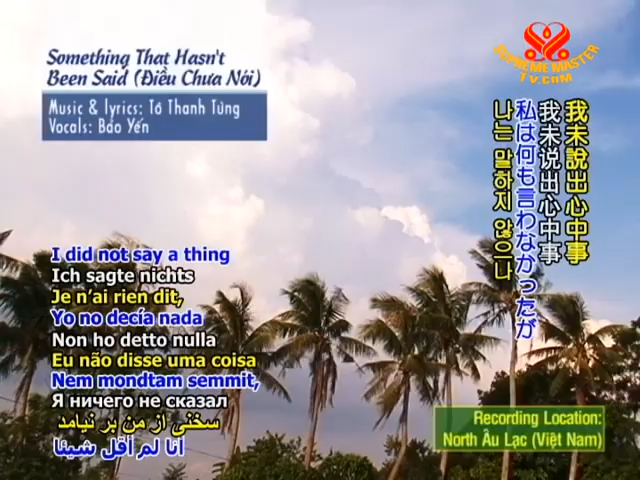 Something That Hasn't
Been Said (Điều Chưa Nói)
Music & lyrics: Tô Thanh Tùng
Vocals: Bảo Yến
SUPREME MASTER
TV.COM
我未說出心中事
我未说出心中事
私は何も言わなかったが
나는 말하지 않으나
I did not say a thing
Ich sagte nichts
Je n'ai rien dit,
Yo no decía nada
Non ho detto nulla
Eu não disse uma coisa
Nem mondtam semmit,
Я ничего не сказал
سخنی از من بر نیامد
أنا لم أقل شيئا
Recording Location:
North Âu Lạc (Việt Nam)